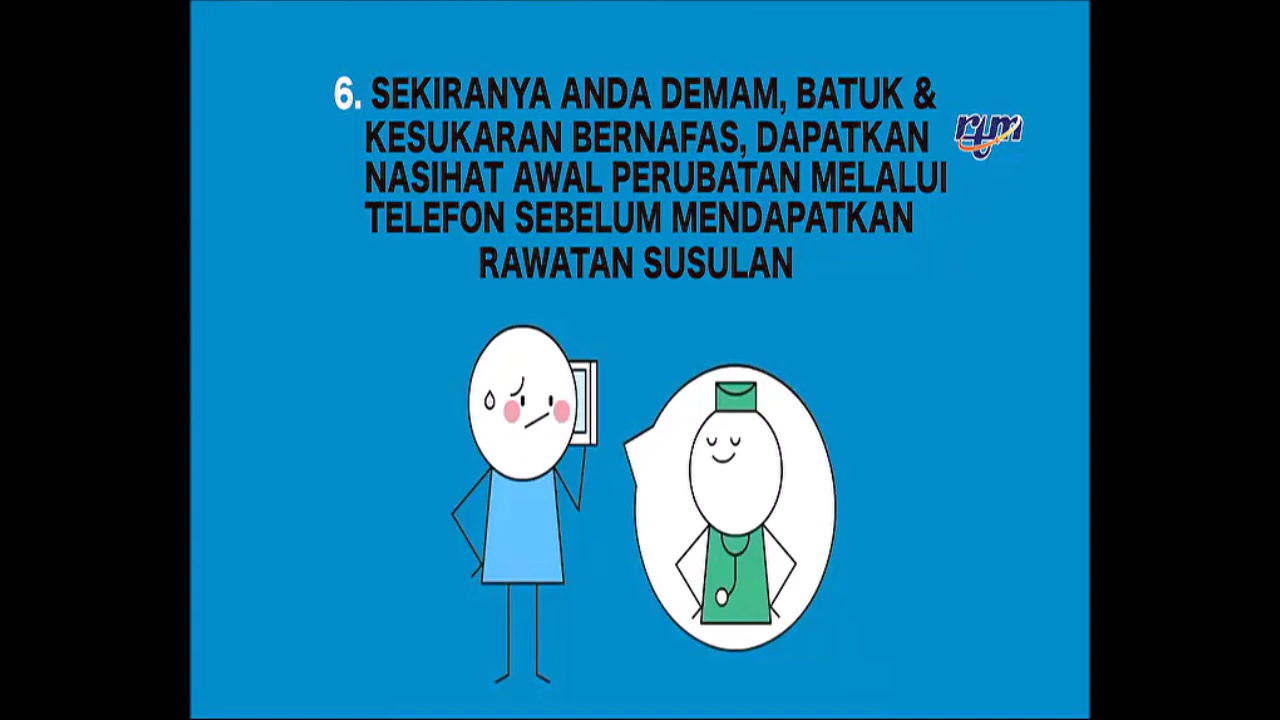 6. SEKIRANYA ANDA DEMAM, BATUK &
KESUKARAN BERNAFAS, DAPATKAN
rtm
NASIHAT AWAL PERUBATAN MELALUI
TELEFON SEBELUM MENDAPATKAN
RAWATAN SUSULAN